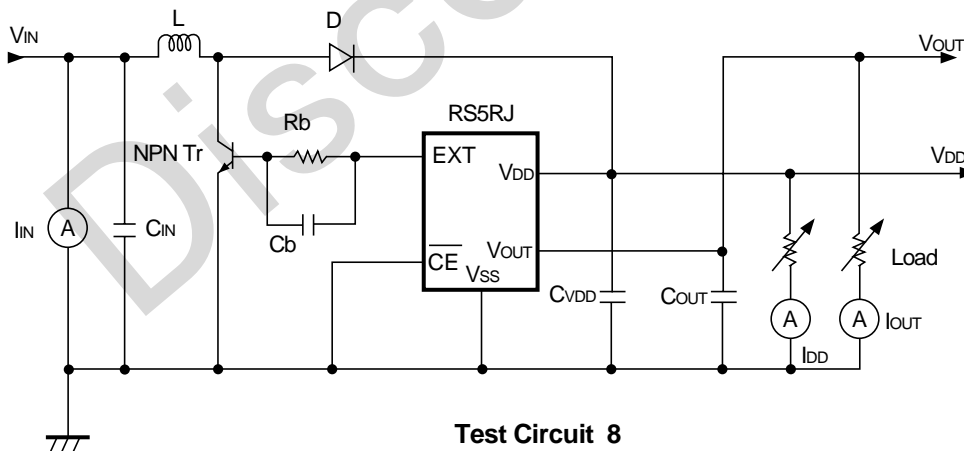 VIN
L
D
VOUT
RS5RJ
Rb
NPN Tr
EXT
VDD
VDD
IIN
A
CIN
Cb
VOUT
CE
VSS
CVDD
COUT
Load
A
A
IOUT
IDD
Test Circuit 8
Disc